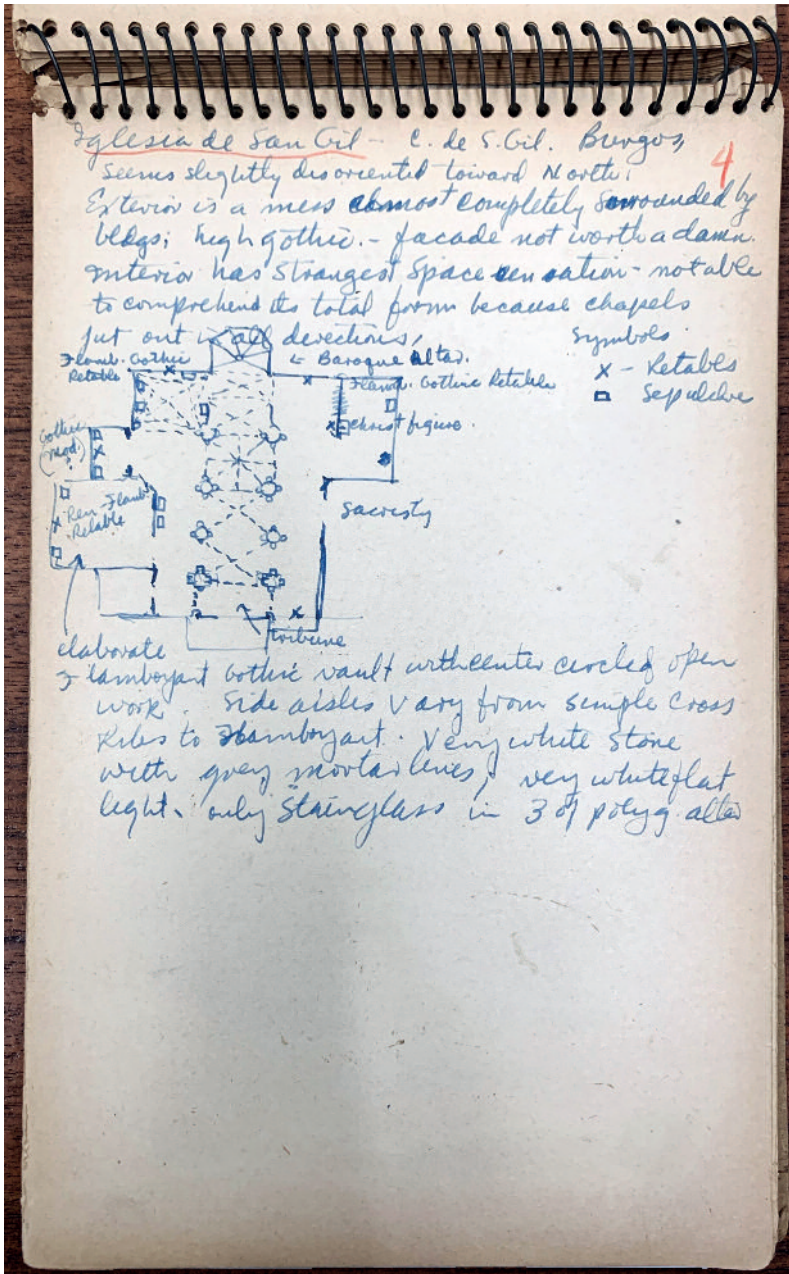 Iglesia de San Gil - C. de S. Gil. Burgos,
4
Seems slightly disoriented toward North.
Exterior is a mess almost completely surrounded by
bldgs; high gothic. - facade not worth a damn.
Interior has strangest space sensation - not able
to comprehend its total form because chapels
jut out in all directions,
Symbols
x - Retables
□ Sepulchre
Flamb. Gothic
Retable
← Baroque Altar.
Flamb. Gothic Retable
Christ figure.
Gothic
(mod.)
?
Ren-Flamb
Retable
Sacristy
tribune
elaborate
Flamboyant Gothic vault with center circle of open
work. Side aisles vary from simple cross
ribs to Flamboyant. Very white stone
with grey mortar lines, very white flat
light. only Stainglass in 3 of polyg. altar